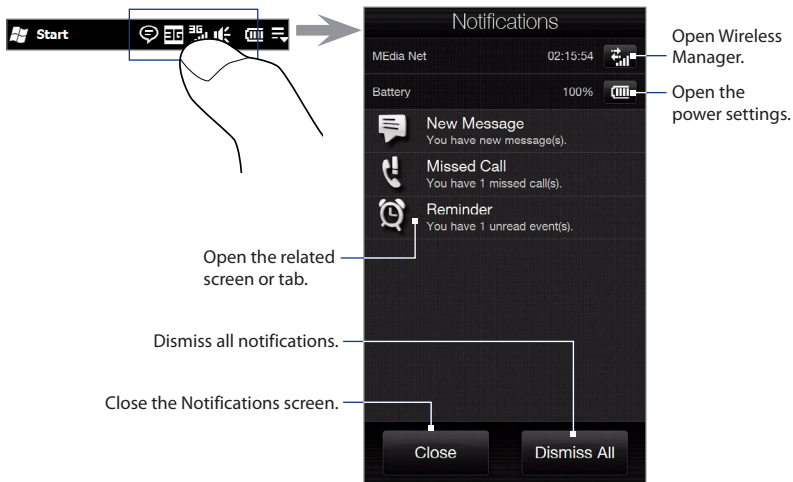 Start
3G
3G
Notifications
MEdia Net 02:15:54
Open Wireless
Manager.
Battery 100%
Open the
power settings.
New Message
You have new message(s).
Missed Call
You have 1 missed call(s).
Reminder
You have 1 unread event(s).
Open the related
screen or tab.
Dismiss all notifications.
Close the Notifications screen.
Close
Dismiss All